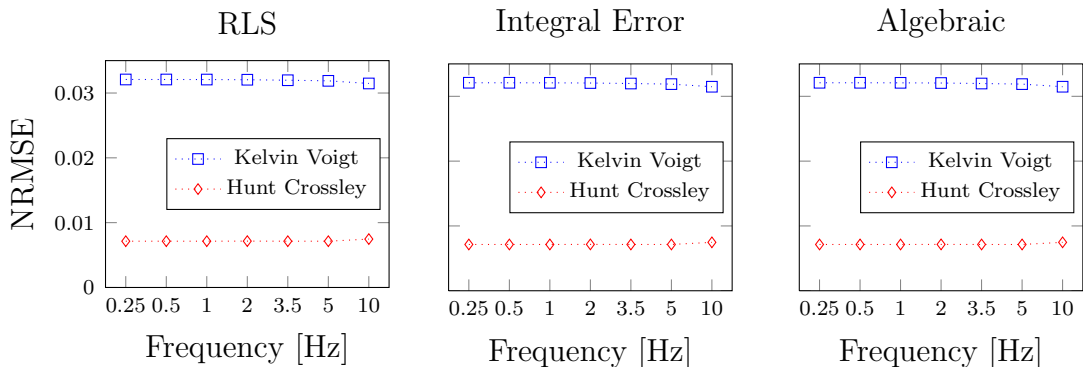 RLS
Integral Error
Algebraic
NRMSE
0.03
0.02
0.01
0
Kelvin Voigt
Hunt Crossley
0.25 0.5 1 2 3.5 5 10
Frequency [Hz]
Kelvin Voigt
Hunt Crossley
0.25 0.5 1 2 3.5 5 10
Frequency [Hz]
Kelvin Voigt
Hunt Crossley
0.25 0.5 1 2 3.5 5 10
Frequency [Hz]